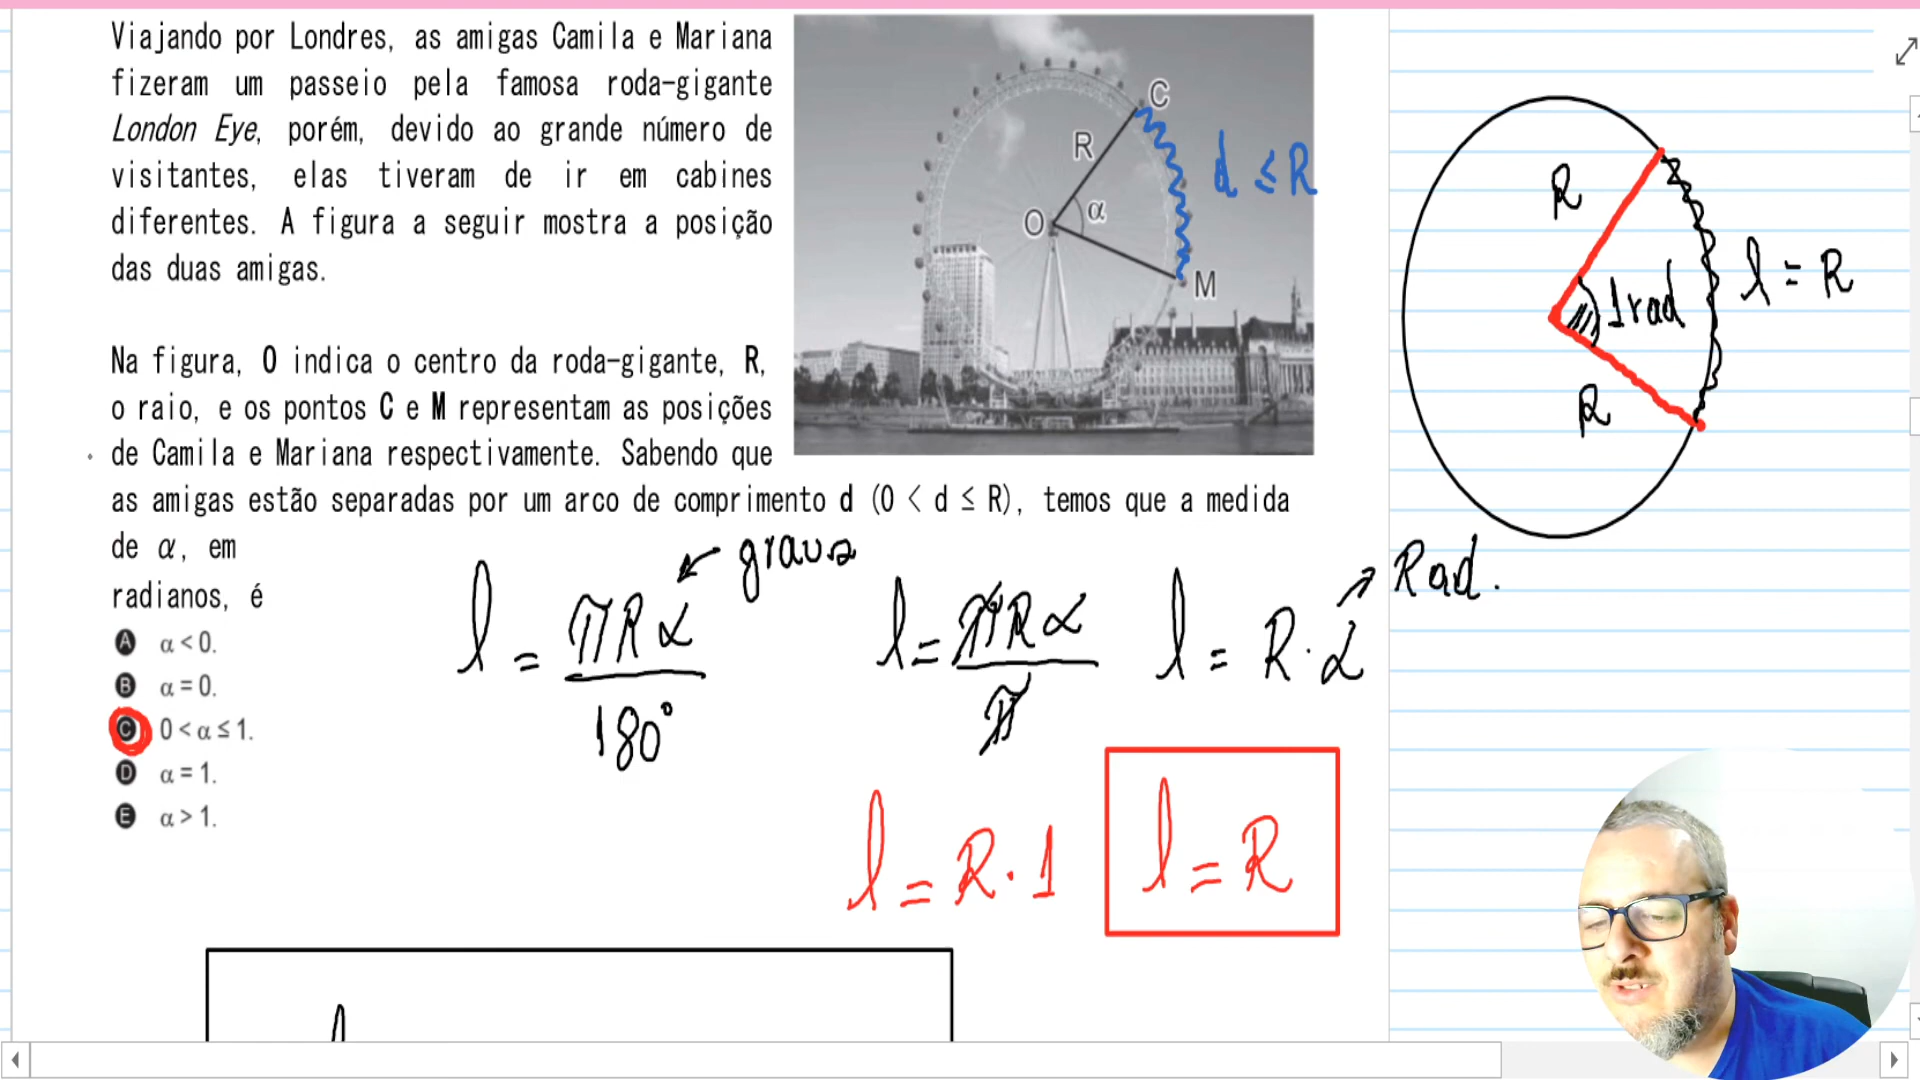 Viajando por Londres, as amigas Camila e Mariana
fizeram um passeio pela famosa roda-gigante
London Eye, porém, devido ao grande número de
visitantes, elas tiveram de ir em cabines
diferentes. A figura a seguir mostra a posição
das duas amigas.
Na figura, O indica o centro da roda-gigante, R,
o raio, e os pontos C e M representam as posições
de Camila e Mariana respectivamente. Sabendo que
as amigas estão separadas por um arco de comprimento d (0 < d ≤ R), temos que a medida
de α, em
radianos, é
A α < 0.
B α = 0.
C 0 < α ≤ 1.
D α = 1.
E α > 1.
C
R
O
α
M
d ≤ R
R
1 rad
R
l = R
l = πRα / 180°
graus
l = πRα / π
l = R · α
Rad.
l = R · 1
l = R